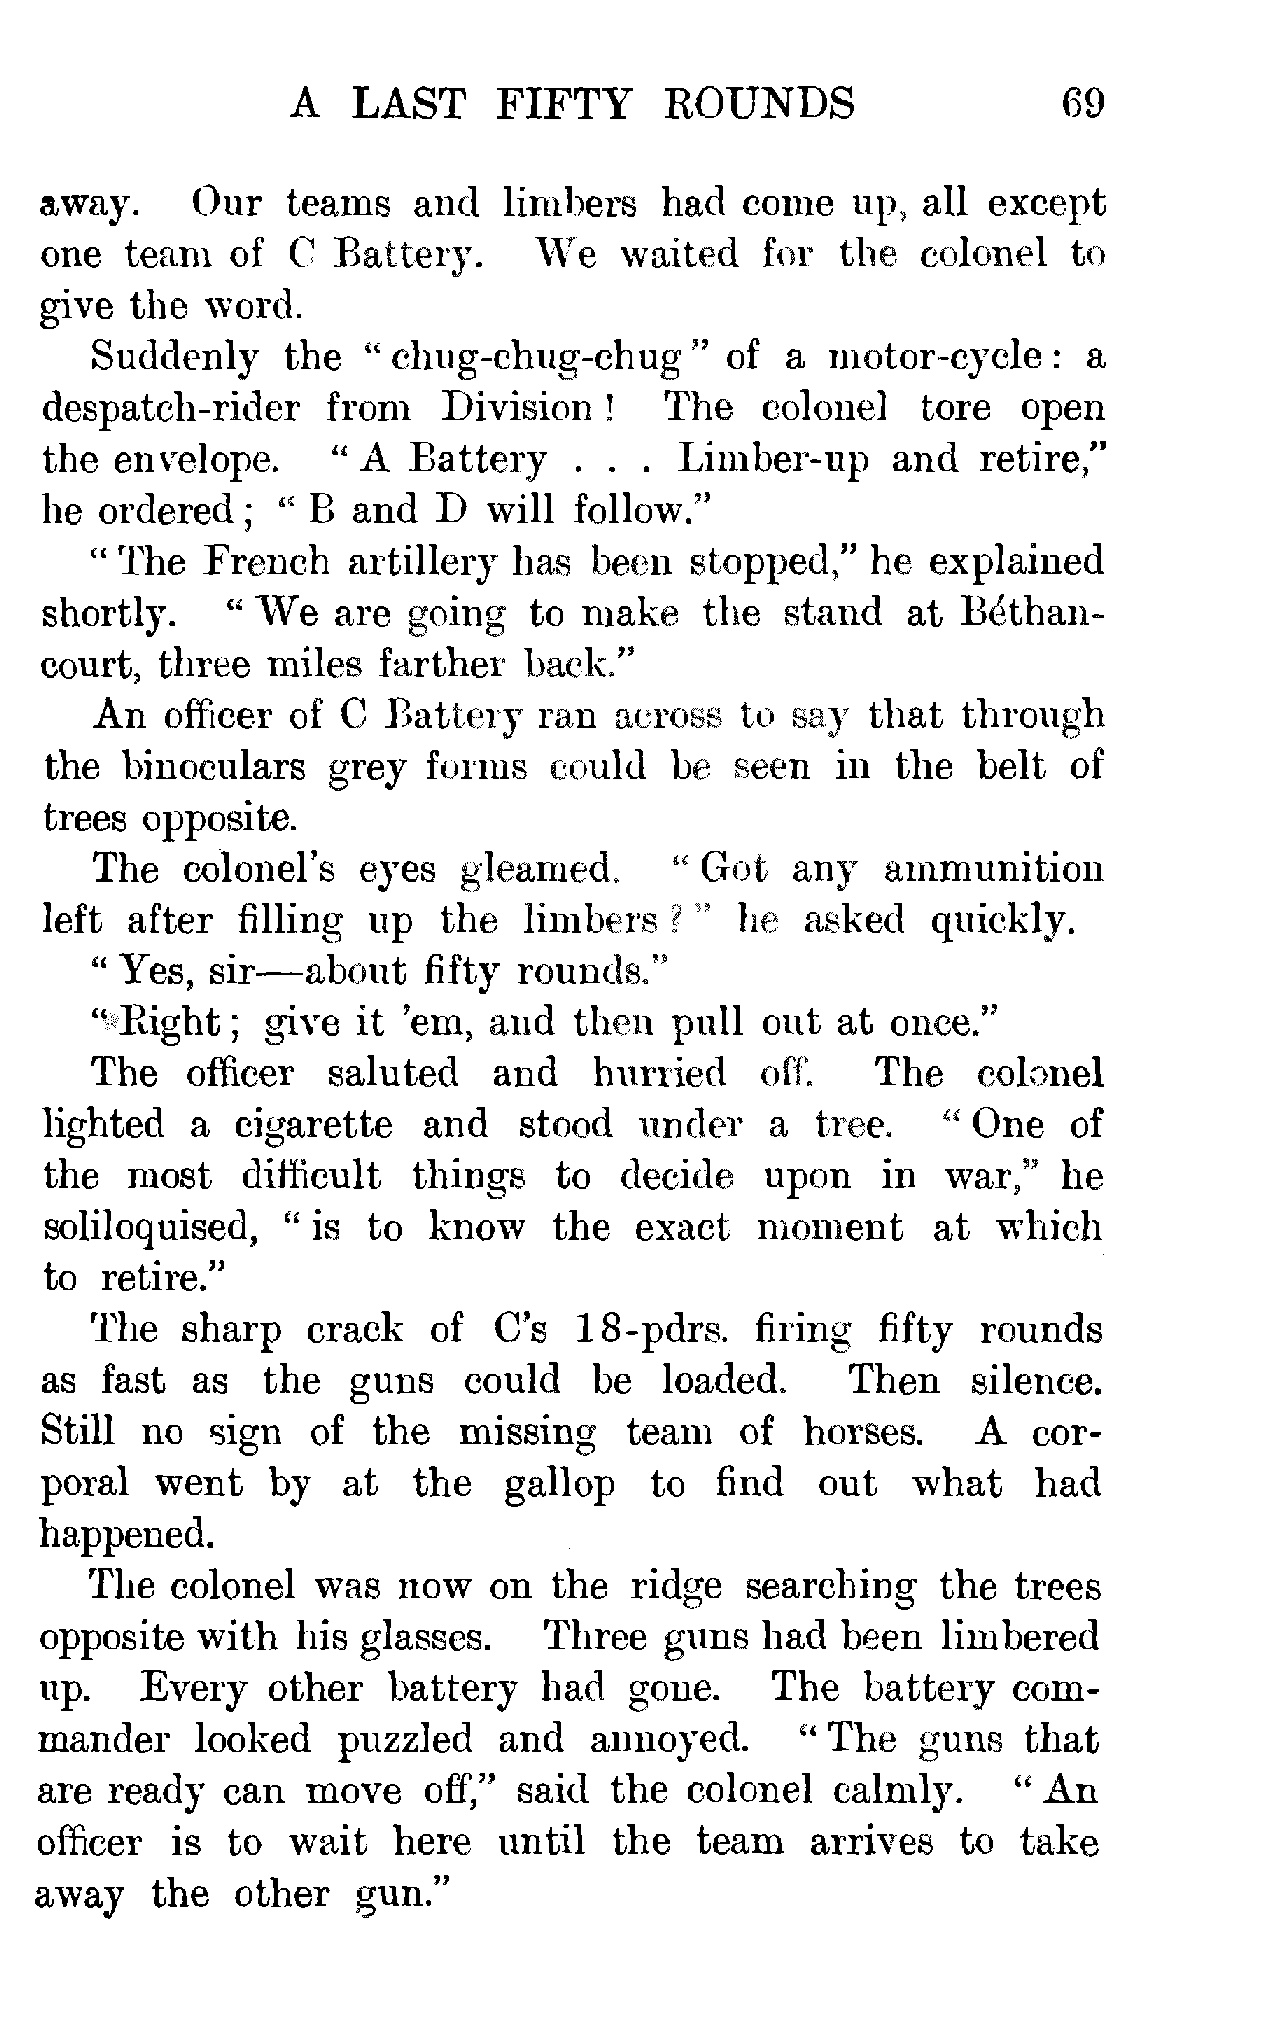 A LAST FIFTY ROUNDS 69
away. Our teams and limbers had come up, all except
one team of C Battery. We waited for the colonel to
give the word.
Suddenly the “chug-chug-chug” of a motor-cycle: a
despatch-rider from Division! The colonel tore open
the envelope. “A Battery . . . Limber-up and retire,”
he ordered; “B and D will follow.”
“The French artillery has been stopped,” he explained
shortly. “We are going to make the stand at Béthan-
court, three miles farther back.”
An officer of C Battery ran across to say that through
the binoculars grey forms could be seen in the belt of
trees opposite.
The colonel’s eyes gleamed. “Got any ammunition
left after filling up the limbers?” he asked quickly.
“Yes, sir—about fifty rounds.”
“Right; give it ’em, and then pull out at once.”
The officer saluted and hurried off. The colonel
lighted a cigarette and stood under a tree. “One of
the most difficult things to decide upon in war,” he
soliloquised, “is to know the exact moment at which
to retire.”
The sharp crack of C’s 18-pdrs. firing fifty rounds
as fast as the guns could be loaded. Then silence.
Still no sign of the missing team of horses. A cor-
poral went by at the gallop to find out what had
happened.
The colonel was now on the ridge searching the trees
opposite with his glasses. Three guns had been limbered
up. Every other battery had gone. The battery com-
mander looked puzzled and annoyed. “The guns that
are ready can move off,” said the colonel calmly. “An
officer is to wait here until the team arrives to take
away the other gun.”